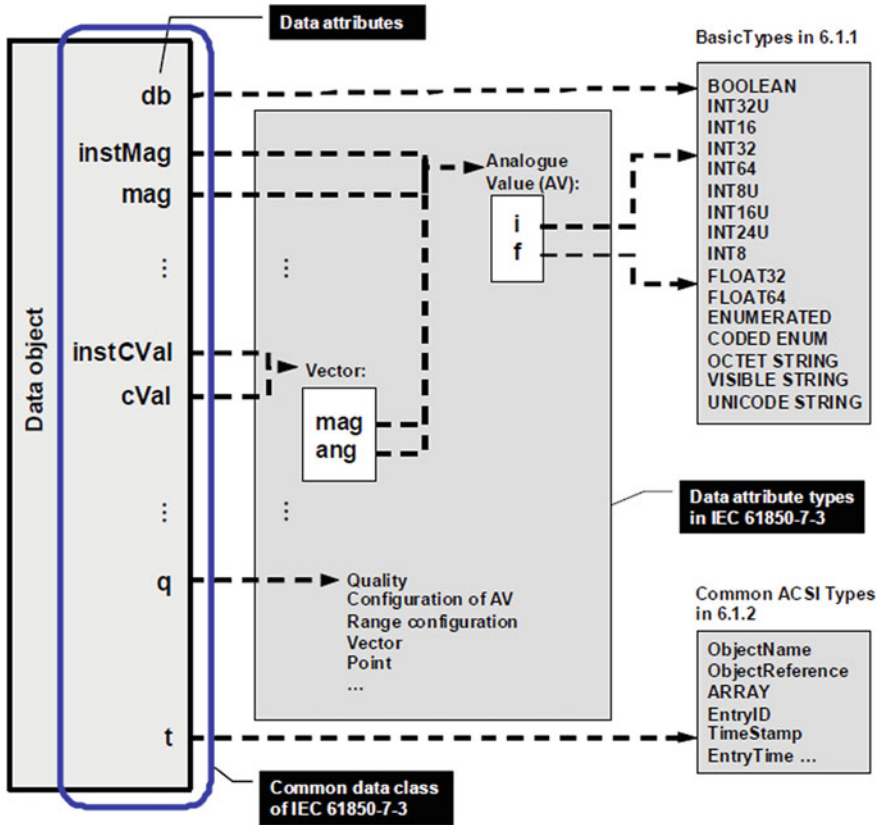 Data attributes
Data object
db
instMag
mag
⋮
instCVal
cVal
⋮
q
t
Common data class
of IEC 61850-7-3
Analogue
Value (AV):
i
f
⋮
Vector:
mag
ang
⋮
Quality
Configuration of AV
Range configuration
Vector
Point
...
Data attribute types
in IEC 61850-7-3
BasicTypes in 6.1.1
BOOLEAN
INT32U
INT16
INT32
INT64
INT8U
INT16U
INT24U
INT8
FLOAT32
FLOAT64
ENUMERATED
CODED ENUM
OCTET STRING
VISIBLE STRING
UNICODE STRING
Common ACSI Types
in 6.1.2
ObjectName
ObjectReference
ARRAY
EntryID
TimeStamp
EntryTime ...